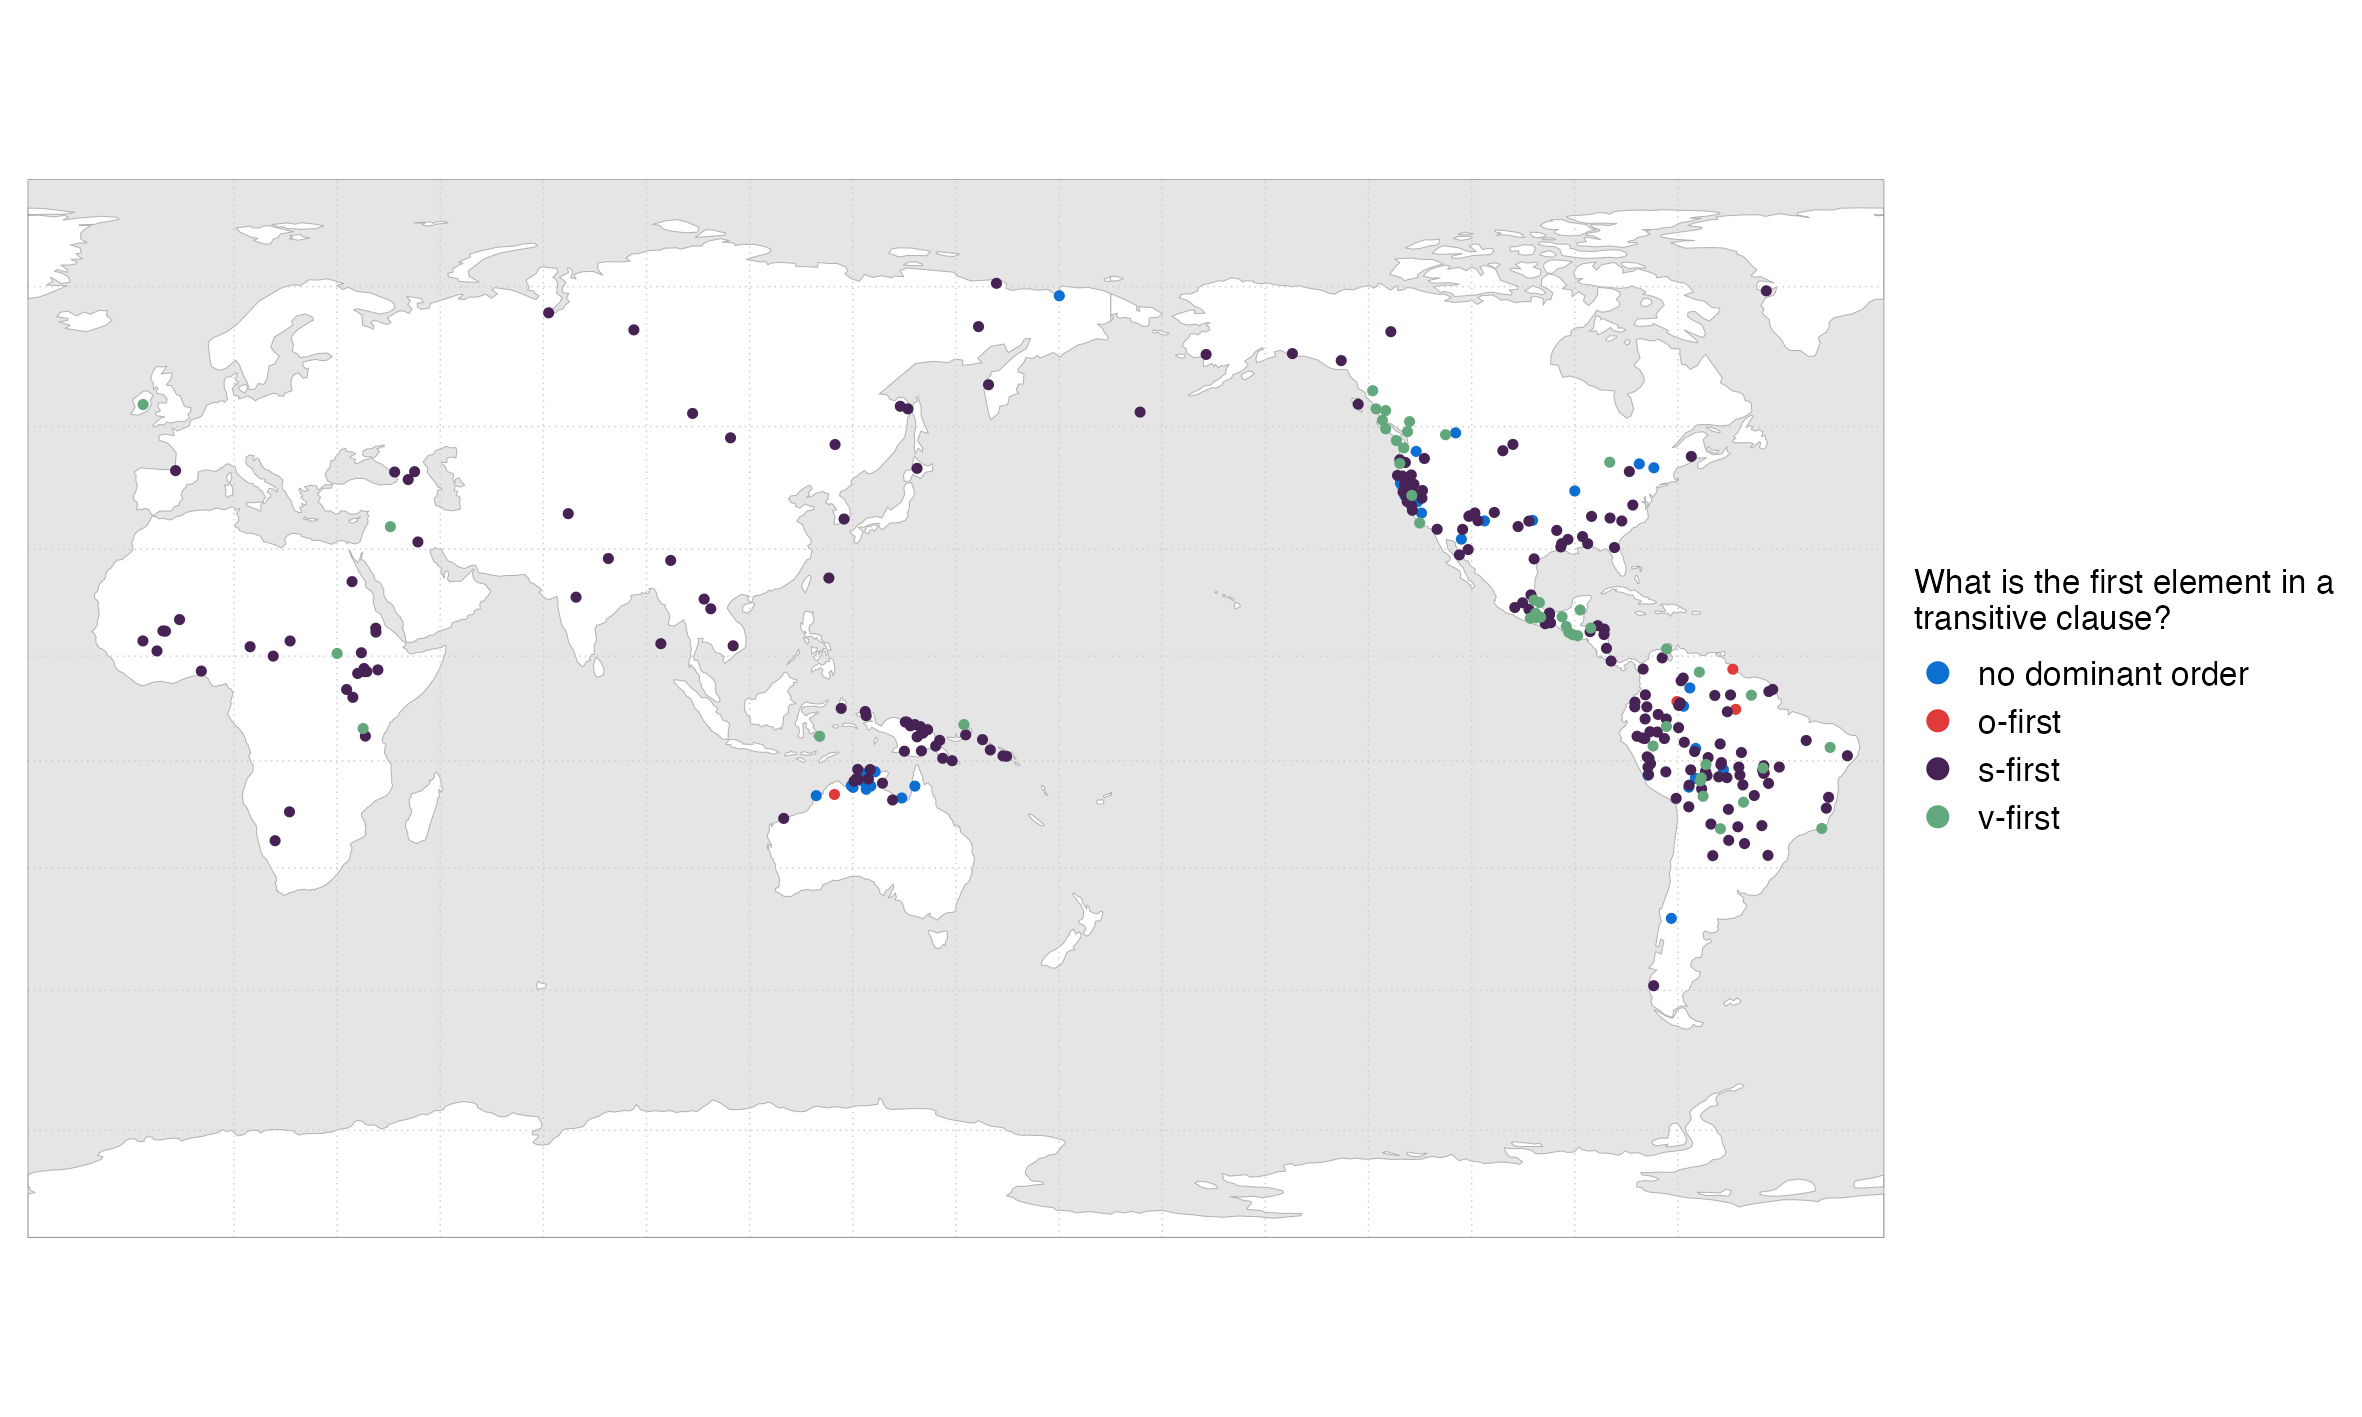 What is the first element in a
transitive clause?
no dominant order
o-first
s-first
v-first